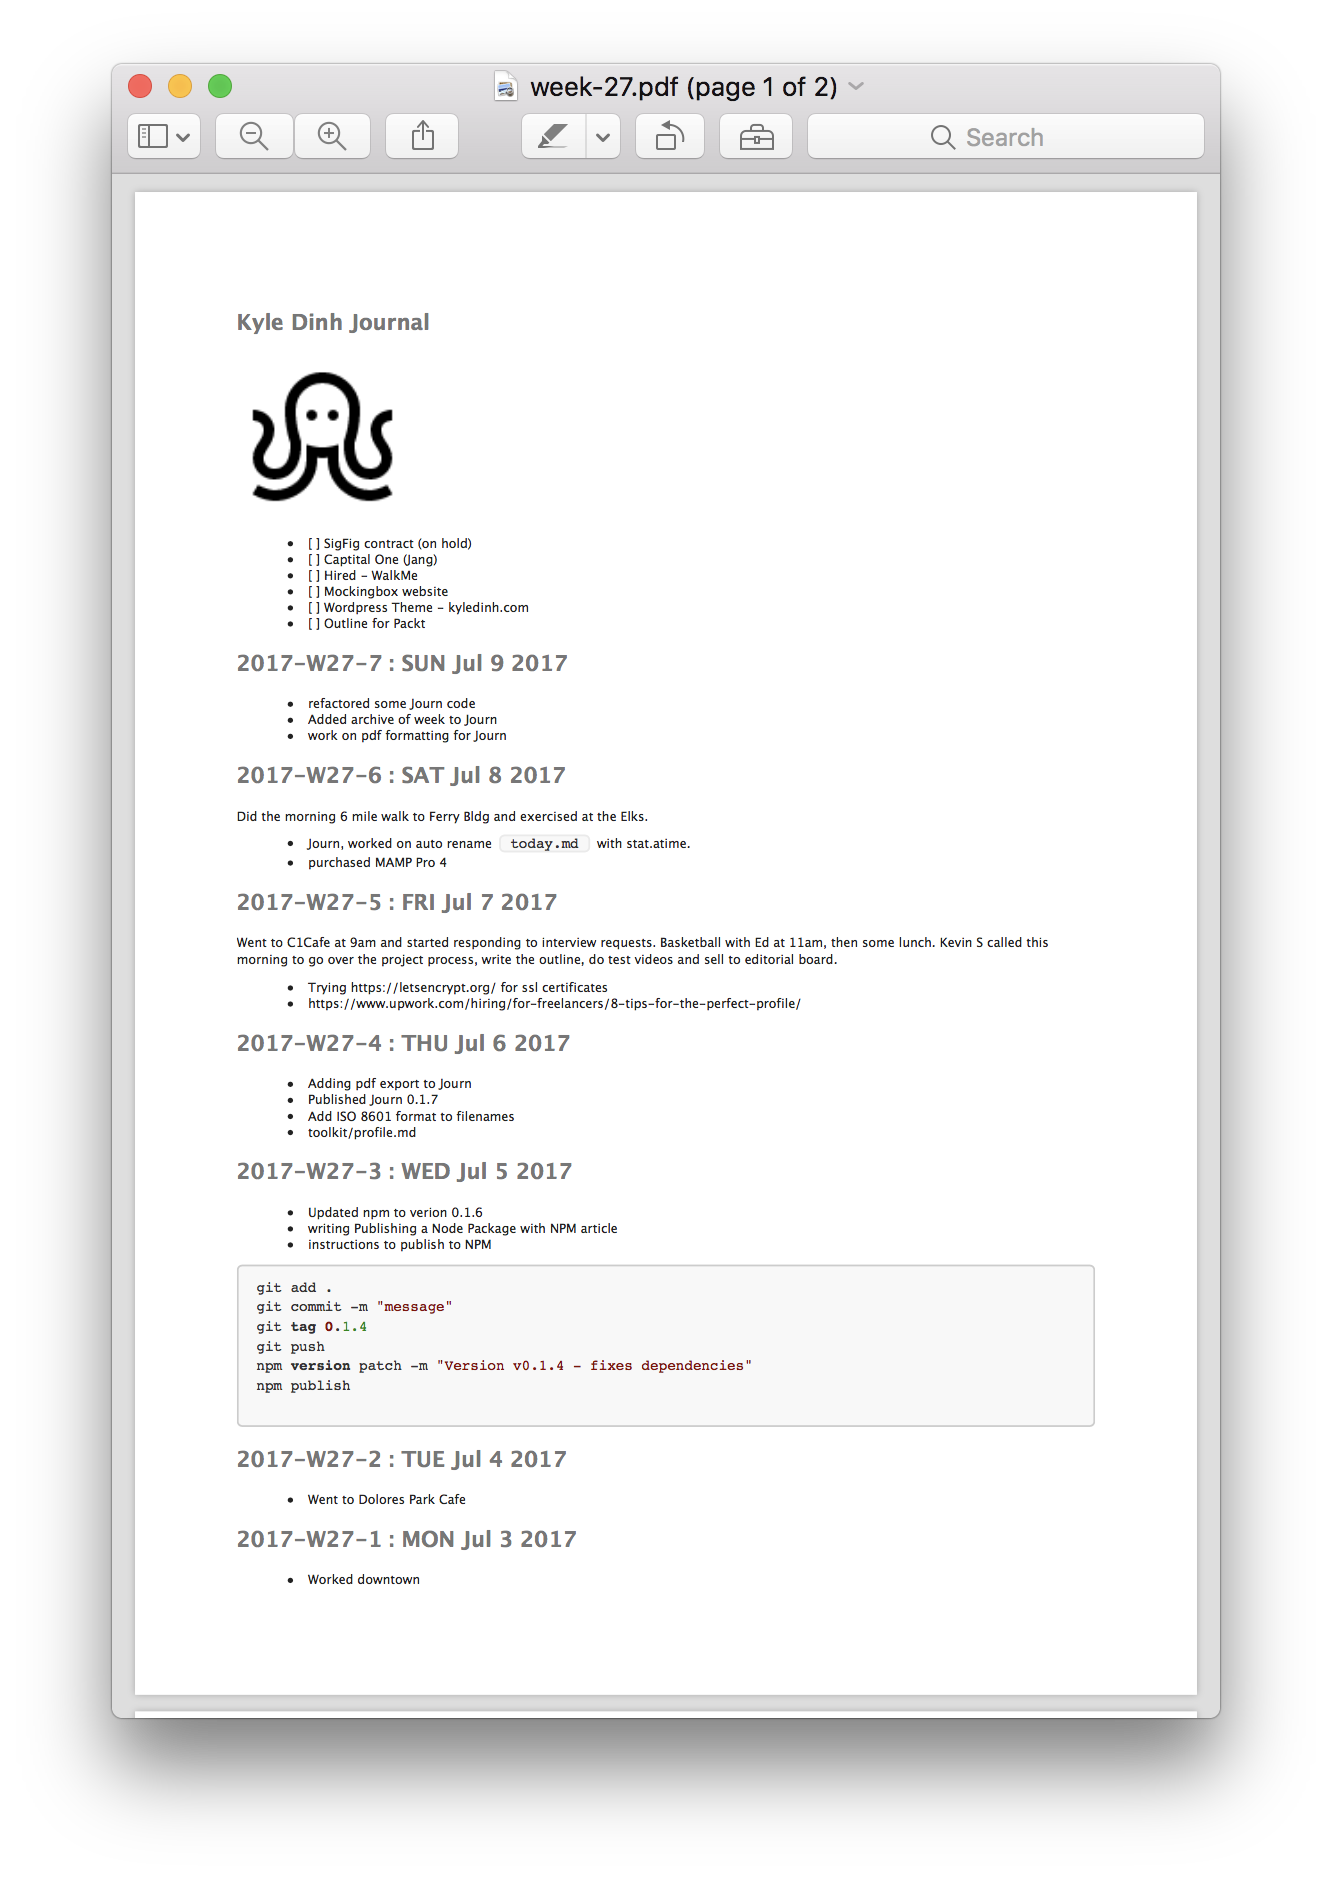 week-27.pdf (page 1 of 2)
Search
Kyle Dinh Journal
• [ ] SigFig contract (on hold)
• [ ] Captital One (Jang)
• [ ] Hired - WalkMe
• [ ] Mockingbox website
• [ ] Wordpress Theme - kyledinh.com
• [ ] Outline for Packt
2017-W27-7 : SUN Jul 9 2017
• refactored some Journ code
• Added archive of week to Journ
• work on pdf formatting for Journ
2017-W27-6 : SAT Jul 8 2017
Did the morning 6 mile walk to Ferry Bldg and exercised at the Elks.
• Journ, worked on auto rename today.md with stat.atime.
• purchased MAMP Pro 4
2017-W27-5 : FRI Jul 7 2017
Went to C1Cafe at 9am and started responding to interview requests. Basketball with Ed at 11am, then some lunch. Kevin S called this
morning to go over the project process, write the outline, do test videos and sell to editorial board.
• Trying https://letsencrypt.org/ for ssl certificates
• https://www.upwork.com/hiring/for-freelancers/8-tips-for-the-perfect-profile/
2017-W27-4 : THU Jul 6 2017
• Adding pdf export to Journ
• Published Journ 0.1.7
• Add ISO 8601 format to filenames
• toolkit/profile.md
2017-W27-3 : WED Jul 5 2017
• Updated npm to verion 0.1.6
• writing Publishing a Node Package with NPM article
• instructions to publish to NPM
git add .
git commit -m "message"
git tag 0.1.4
git push
npm version patch -m "Version v0.1.4 - fixes dependencies"
npm publish
2017-W27-2 : TUE Jul 4 2017
• Went to Dolores Park Cafe
2017-W27-1 : MON Jul 3 2017
• Worked downtown